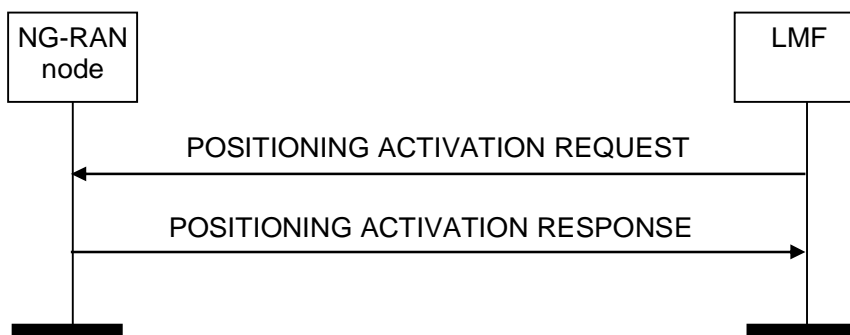 NG-RAN
node
LMF
POSITIONING ACTIVATION REQUEST
POSITIONING ACTIVATION RESPONSE